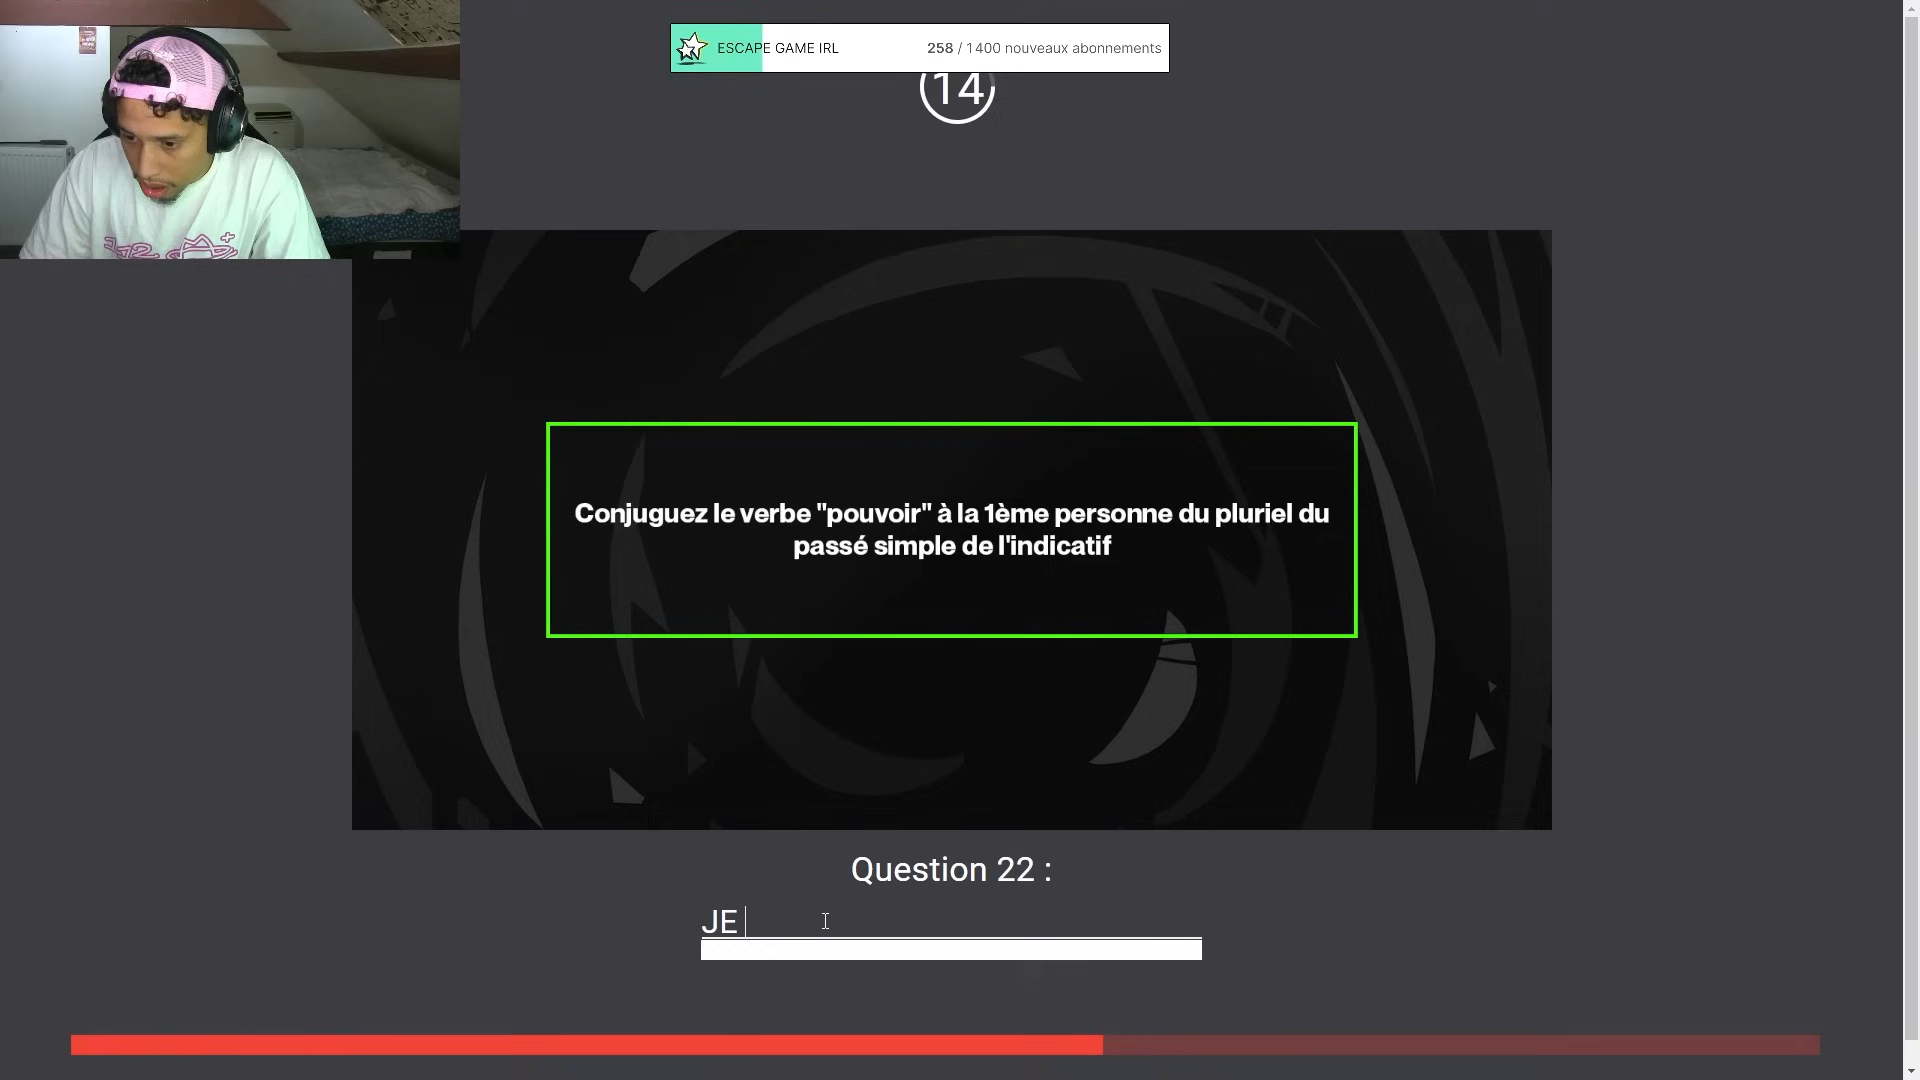 ESCAPE GAME IRL
258 / 1400 nouveaux abonnements
14
Conjuguez le verbe "pouvoir" à la 1ème personne du pluriel du
passé simple de l'indicatif
Question 22 :
JE